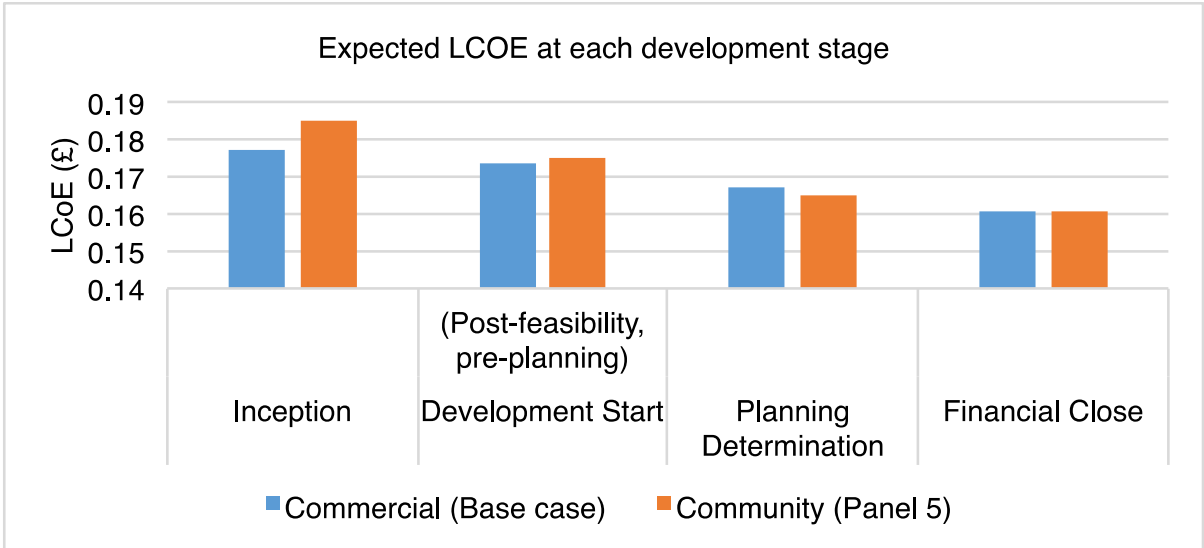 Expected LCOE at each development stage
LCoE (£)
0.19
0.18
0.17
0.16
0.15
0.14
(Post-feasibility,
pre-planning)
Inception
Development Start
Planning
Determination
Financial Close
Commercial (Base case)
Community (Panel 5)